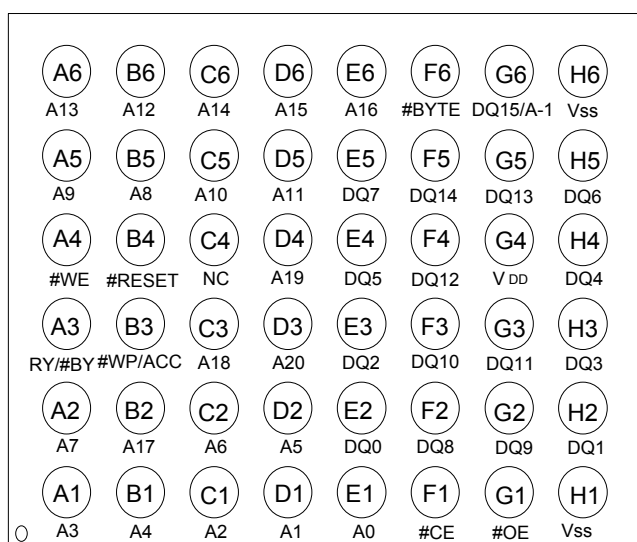 A6 B6 C6 D6 E6 F6 G6 H6
A13 A12 A14 A15 A16 #BYTE DQ15/A-1 Vss
A5 B5 C5 D5 E5 F5 G5 H5
A9 A8 A10 A11 DQ7 DQ14 DQ13 DQ6
A4 B4 C4 D4 E4 F4 G4 H4
#WE #RESET NC A19 DQ5 DQ12 VDD DQ4
A3 B3 C3 D3 E3 F3 G3 H3
RY/#BY #WP/ACC A18 A20 DQ2 DQ10 DQ11 DQ3
A2 B2 C2 D2 E2 F2 G2 H2
A7 A17 A6 A5 DQ0 DQ8 DQ9 DQ1
A1 B1 C1 D1 E1 F1 G1 H1
A3 A4 A2 A1 A0 #CE #OE Vss